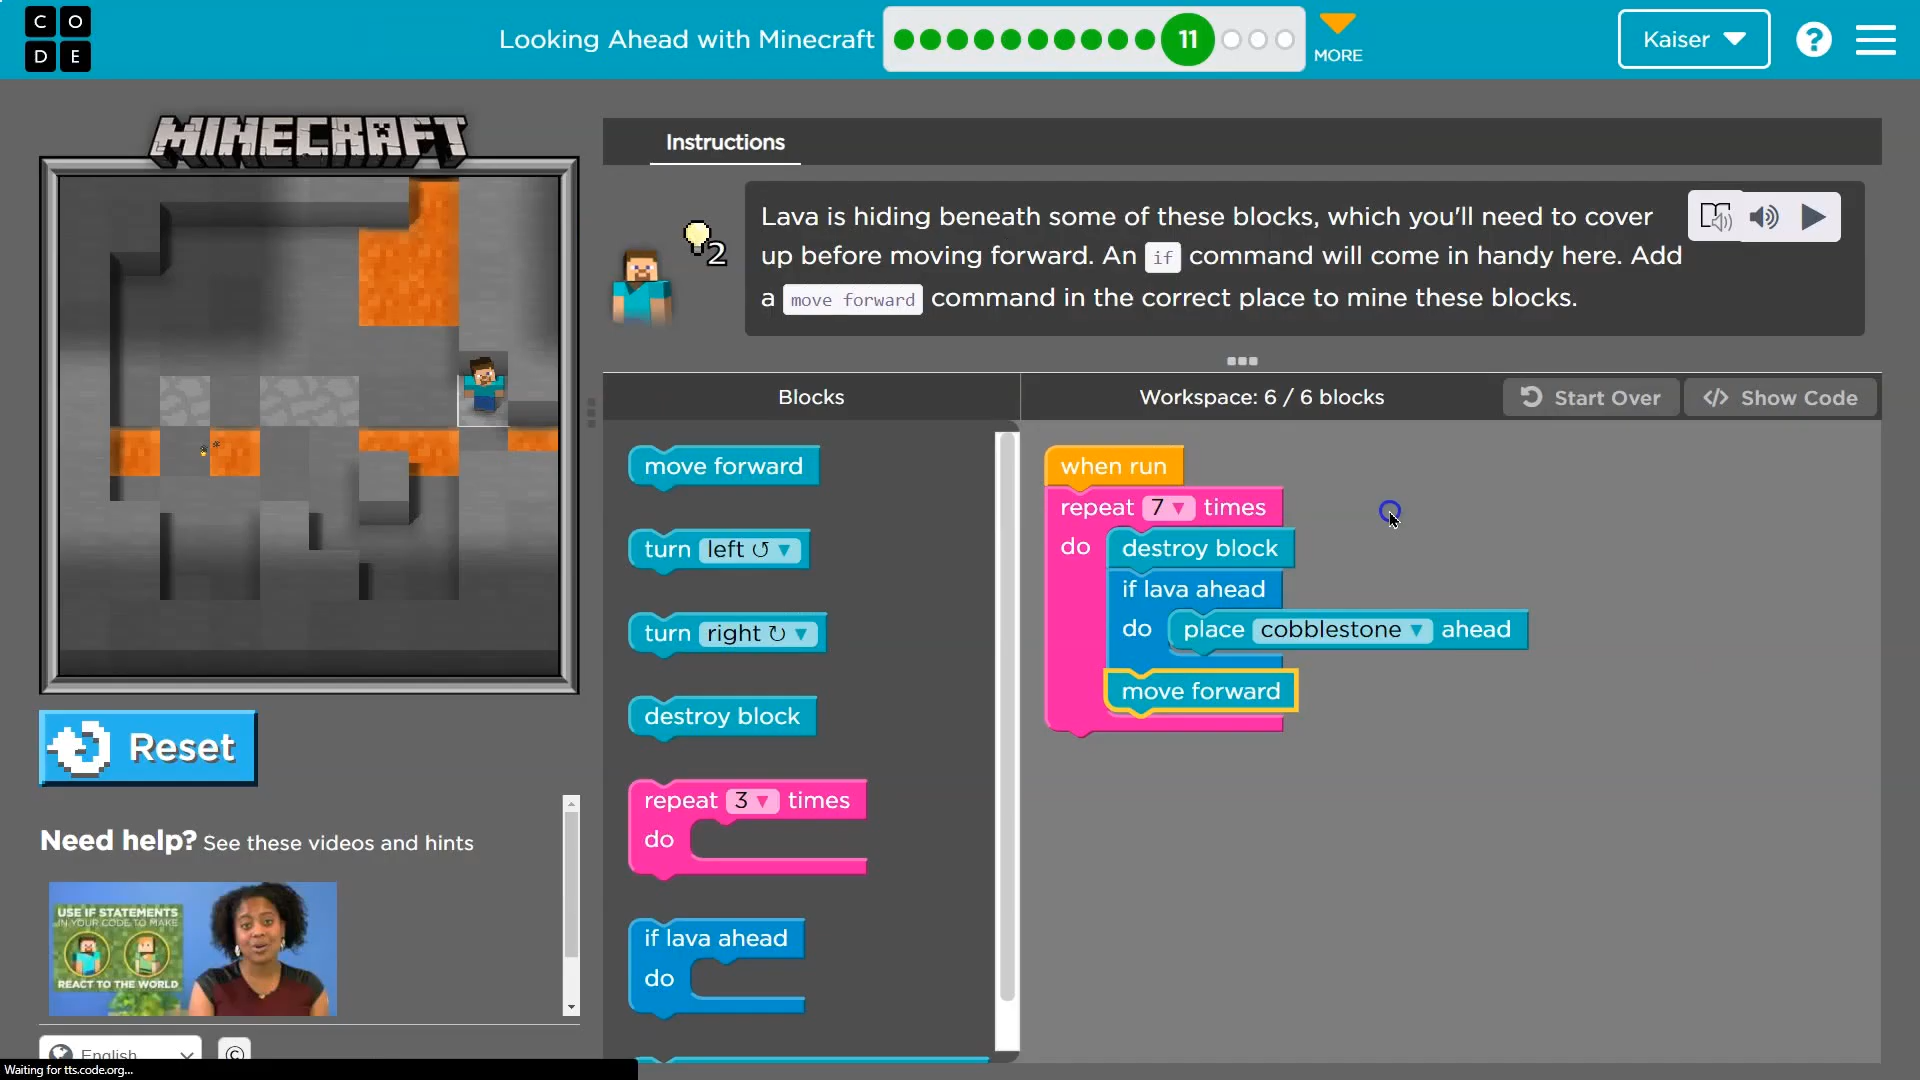 C O
D E
Looking Ahead with Minecraft
11
MORE
Kaiser
?
MINECRAFT
Instructions
2
Lava is hiding beneath some of these blocks, which you'll need to cover
up before moving forward. An if command will come in handy here. Add
a move forward command in the correct place to mine these blocks.
Blocks
Workspace: 6 / 6 blocks
Start Over
</> Show Code
move forward
turn left ↺ ▼
turn right ↻ ▼
destroy block
repeat 3 ▼ times
do
if lava ahead
do
when run
repeat 7 ▼ times
do
destroy block
if lava ahead
do place cobblestone ▼ ahead
move forward
Reset
Need help? See these videos and hints
USE IF STATEMENTS
IN YOUR CODE TO MAKE
REACT TO THE WORLD
English
©
Waiting for tts.code.org...